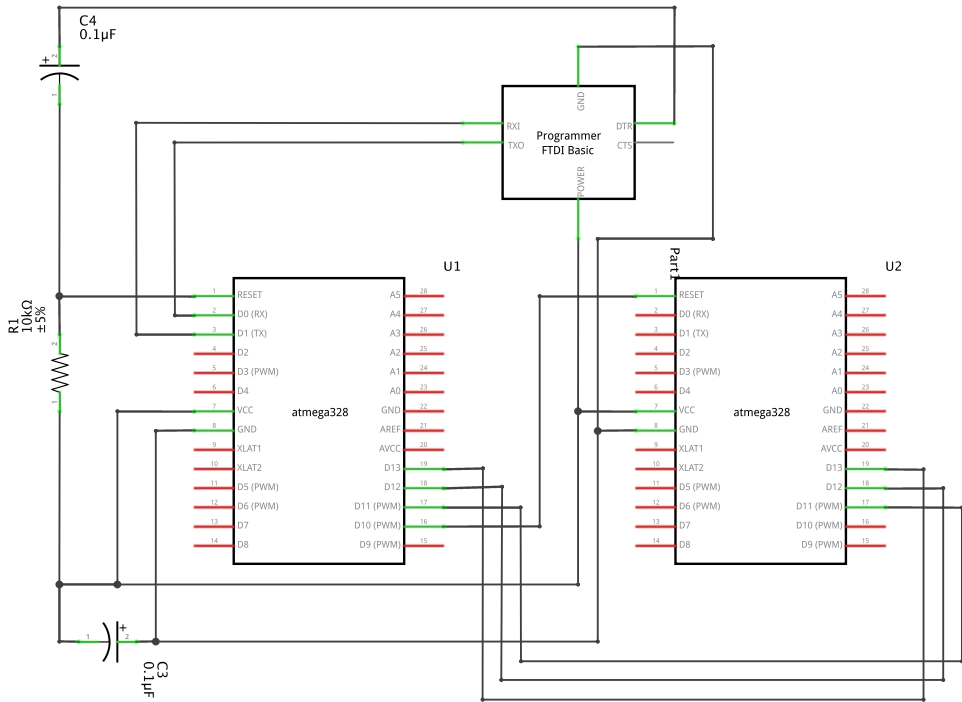 C4
0.1µF
+
2
1
GND
RXI
TXO
Programmer
FTDI Basic
DTR
CTS
POWER
R1
10kΩ
±5%
2
1
U1
1 RESET
2 D0 (RX)
3 D1 (TX)
4 D2
5 D3 (PWM)
6 D4
7 VCC
8 GND
9 XLAT1
10 XLAT2
11 D5 (PWM)
12 D6 (PWM)
13 D7
14 D8
atmega328
A5 28
A4 27
A3 26
A2 25
A1 24
A0 23
GND 22
AREF 21
AVCC 20
D13 19
D12 18
D11 (PWM) 17
D10 (PWM) 16
D9 (PWM) 15
Part1
U2
1 RESET
2 D0 (RX)
3 D1 (TX)
4 D2
5 D3 (PWM)
6 D4
7 VCC
8 GND
9 XLAT1
10 XLAT2
11 D5 (PWM)
12 D6 (PWM)
13 D7
14 D8
atmega328
A5 28
A4 27
A3 26
A2 25
A1 24
A0 23
GND 22
AREF 21
AVCC 20
D13 19
D12 18
D11 (PWM) 17
D10 (PWM) 16
D9 (PWM) 15
1
+
2
C3
0.1µF